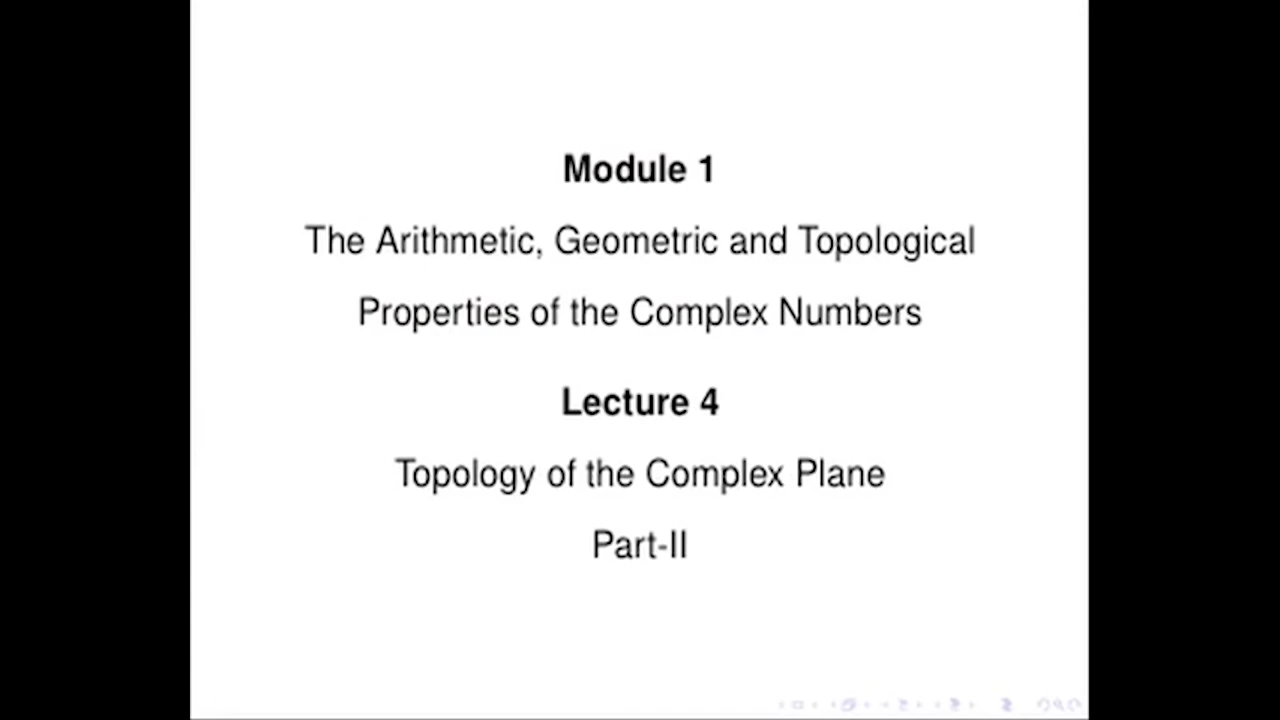 Module 1
The Arithmetic, Geometric and Topological
Properties of the Complex Numbers
Lecture 4
Topology of the Complex Plane
Part-II